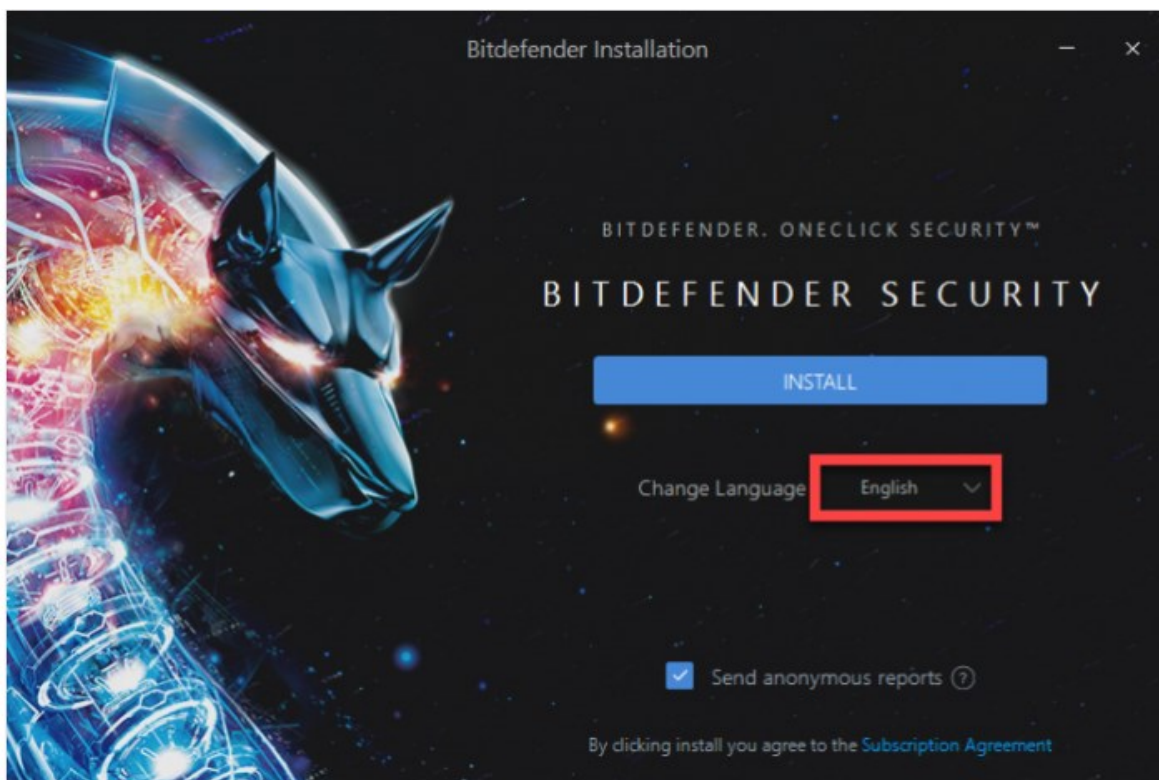 Bitdefender Installation
BITDEFENDER. ONECLICK SECURITY™
BITDEFENDER SECURITY
INSTALL
Change Language English
Send anonymous reports ?
By clicking install you agree to the Subscription Agreement